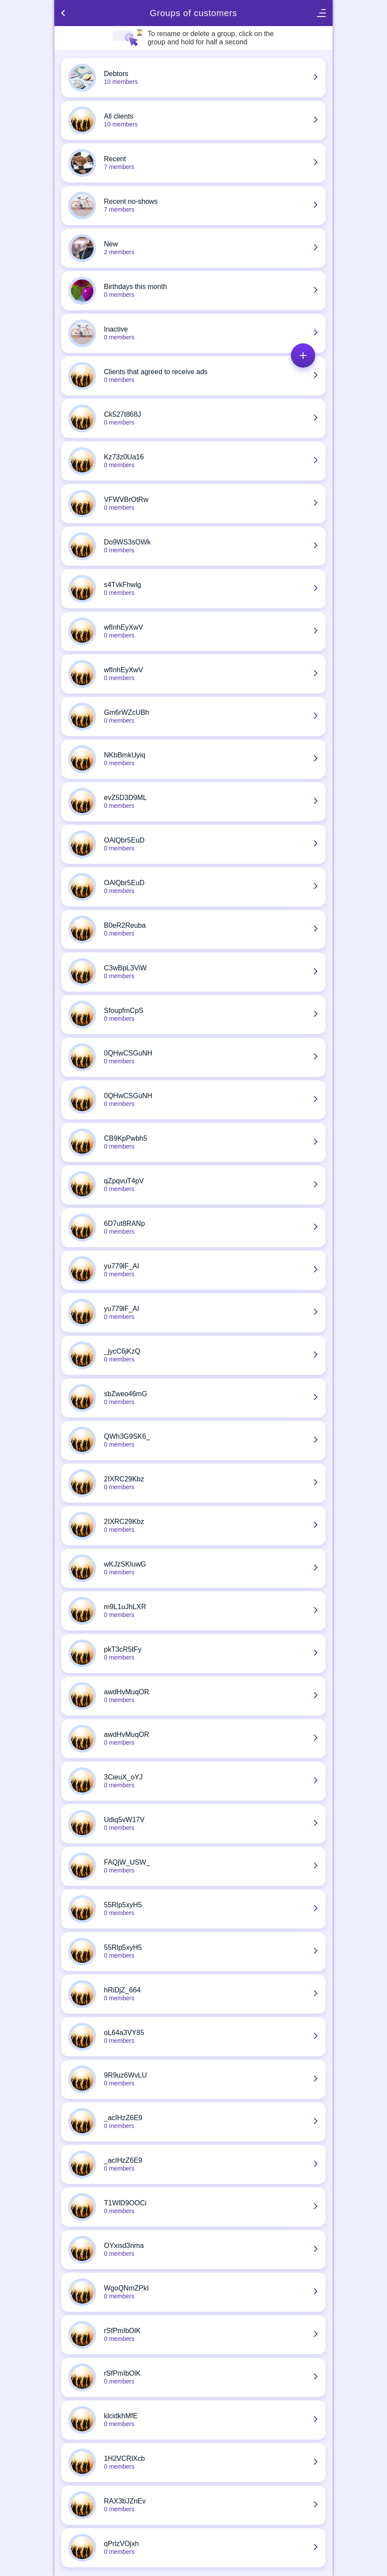 Groups of customers
To rename or delete a group, click on the
group and hold for half a second
Debtors
10 members
All clients
10 members
Recent
7 members
Recent no-shows
7 members
New
2 members
Birthdays this month
0 members
Inactive
0 members
Clients that agreed to receive ads
0 members
Ck527t868J
0 members
Kz73z0Ua16
0 members
VFWVBrOtRw
0 members
Do9WS3sOWk
0 members
s4TvkFhwlg
0 members
wfInhEyXwV
0 members
wfInhEyXwV
0 members
Gm6rWZcUBh
0 members
NKbBmkUyiq
0 members
evZ5D3D9ML
0 members
OAlQbr5EuD
0 members
OAlQbr5EuD
0 members
B0eR2Reuba
0 members
C3wBpL3ViW
0 members
SfoupfmCpS
0 members
0QHwCSGuNH
0 members
0QHwCSGuNH
0 members
CB9KpPwbh5
0 members
qZpqvuT4pV
0 members
6D7ut8RANp
0 members
yu779lF_AI
0 members
yu779lF_AI
0 members
_jycC6jKzQ
0 members
sbZweo46mG
0 members
QWh3G9SK6_
0 members
2IXRC29Kbz
0 members
2IXRC29Kbz
0 members
wKJzSKIuwG
0 members
m9L1uJhLXR
0 members
pkT3cR5tFy
0 members
awdHvMuqOR
0 members
awdHvMuqOR
0 members
3CieuX_oYJ
0 members
Udiq5vW17V
0 members
FAQjW_USW_
0 members
55Rlp5xyH5
0 members
55Rlp5xyH5
0 members
hRiDjZ_664
0 members
oL64a3VY85
0 members
9R9uz6WvLU
0 members
_acIHzZ6E9
0 members
_acIHzZ6E9
0 members
T1WlD9OOCi
0 members
OYxisd3nma
0 members
WgoQNmZPkI
0 members
rSfPmIbOlK
0 members
rSfPmIbOlK
0 members
klcidkhMfE
0 members
1H2VCRlXcb
0 members
RAX3bJZnEv
0 members
qPrlzVOjxh
0 members